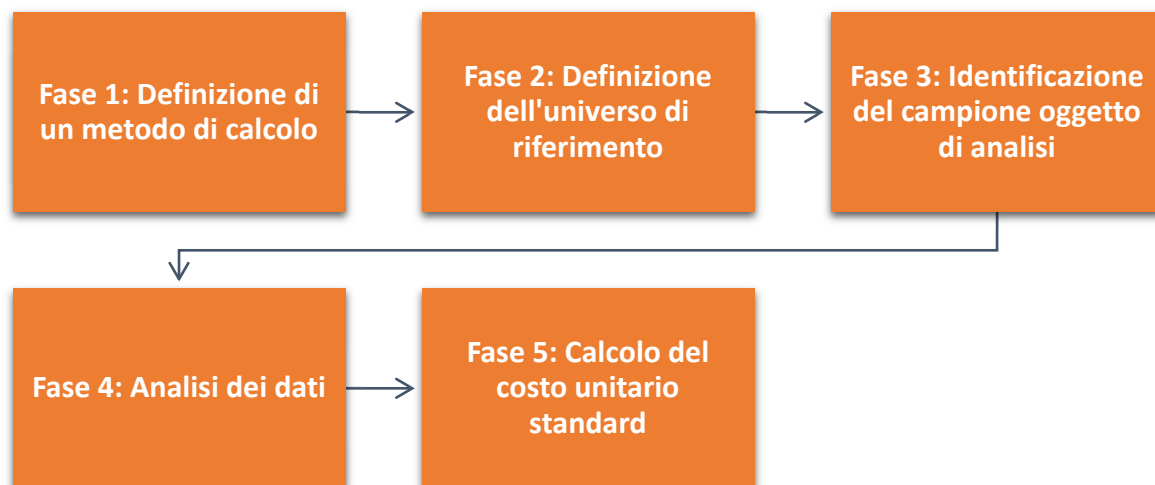 Fase 1: Definizione di
un metodo di calcolo
Fase 2: Definizione
dell'universo di
riferimento
Fase 3: Identificazione
del campione oggetto
di analisi
Fase 4: Analisi dei dati
Fase 5: Calcolo del
costo unitario
standard